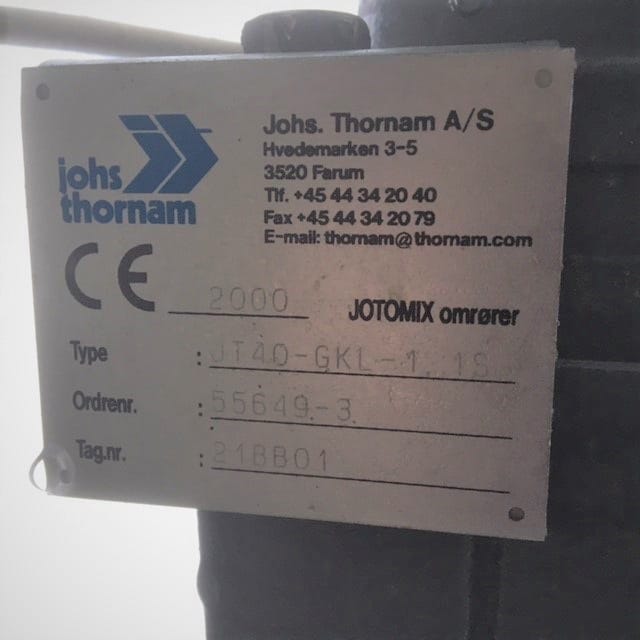 johs
thornam
Johs. Thornam A/S
Hvedemarken 3-5
3520 Farum
Tlf. +45 44 34 20 40
Fax +45 44 34 20 79
E-mail: thornam@thornam.com
CE 2000 JOTOMIX omrører
Type : JT40-GKL-1.1S
Ordrenr. : 55649-3
Tag.nr. : 218B01